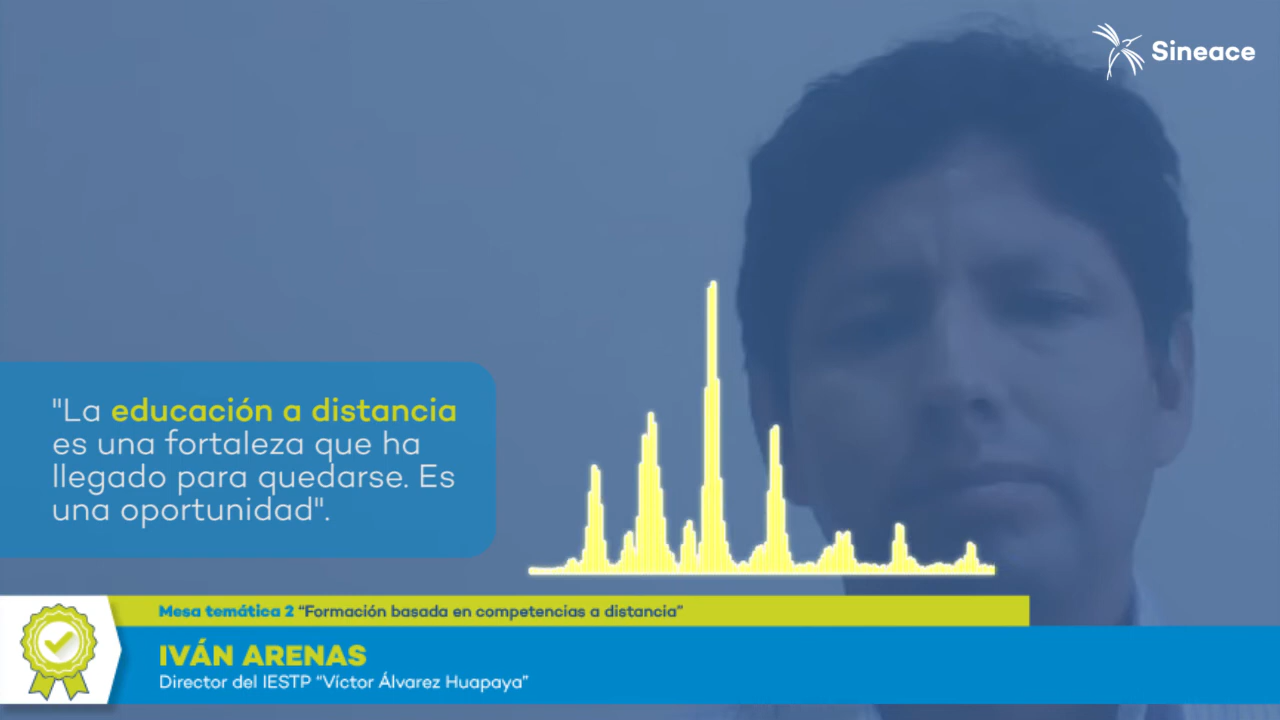 Sineace
"La educación a distancia
es una fortaleza que ha
llegado para quedarse. Es
una oportunidad".
Mesa temática 2 “Formación basada en competencias a distancia”
IVÁN ARENAS
Director del IESTP “Víctor Álvarez Huapaya”